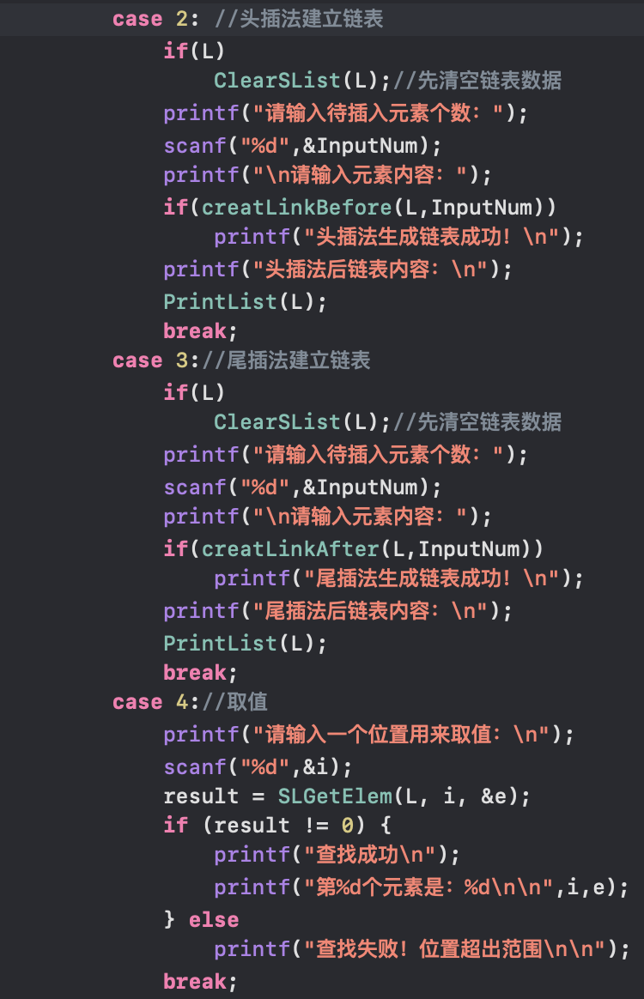 case 2: //头插法建立链表
if(L)
ClearSList(L);//先清空链表数据
printf("请输入待插入元素个数：");
scanf("%d",&InputNum);
printf("\n请输入元素内容：");
if(creatLinkBefore(L,InputNum))
printf("头插法生成链表成功！\n");
printf("头插法后链表内容：\n");
PrintList(L);
break;
case 3://尾插法建立链表
if(L)
ClearSList(L);//先清空链表数据
printf("请输入待插入元素个数：");
scanf("%d",&InputNum);
printf("\n请输入元素内容：");
if(creatLinkAfter(L,InputNum))
printf("尾插法生成链表成功！\n");
printf("尾插法后链表内容：\n");
PrintList(L);
break;
case 4://取值
printf("请输入一个位置用来取值：\n");
scanf("%d",&i);
result = SLGetElem(L, i, &e);
if (result != 0) {
printf("查找成功\n");
printf("第%d个元素是：%d\n\n",i,e);
} else
printf("查找失败！位置超出范围\n\n");
break;